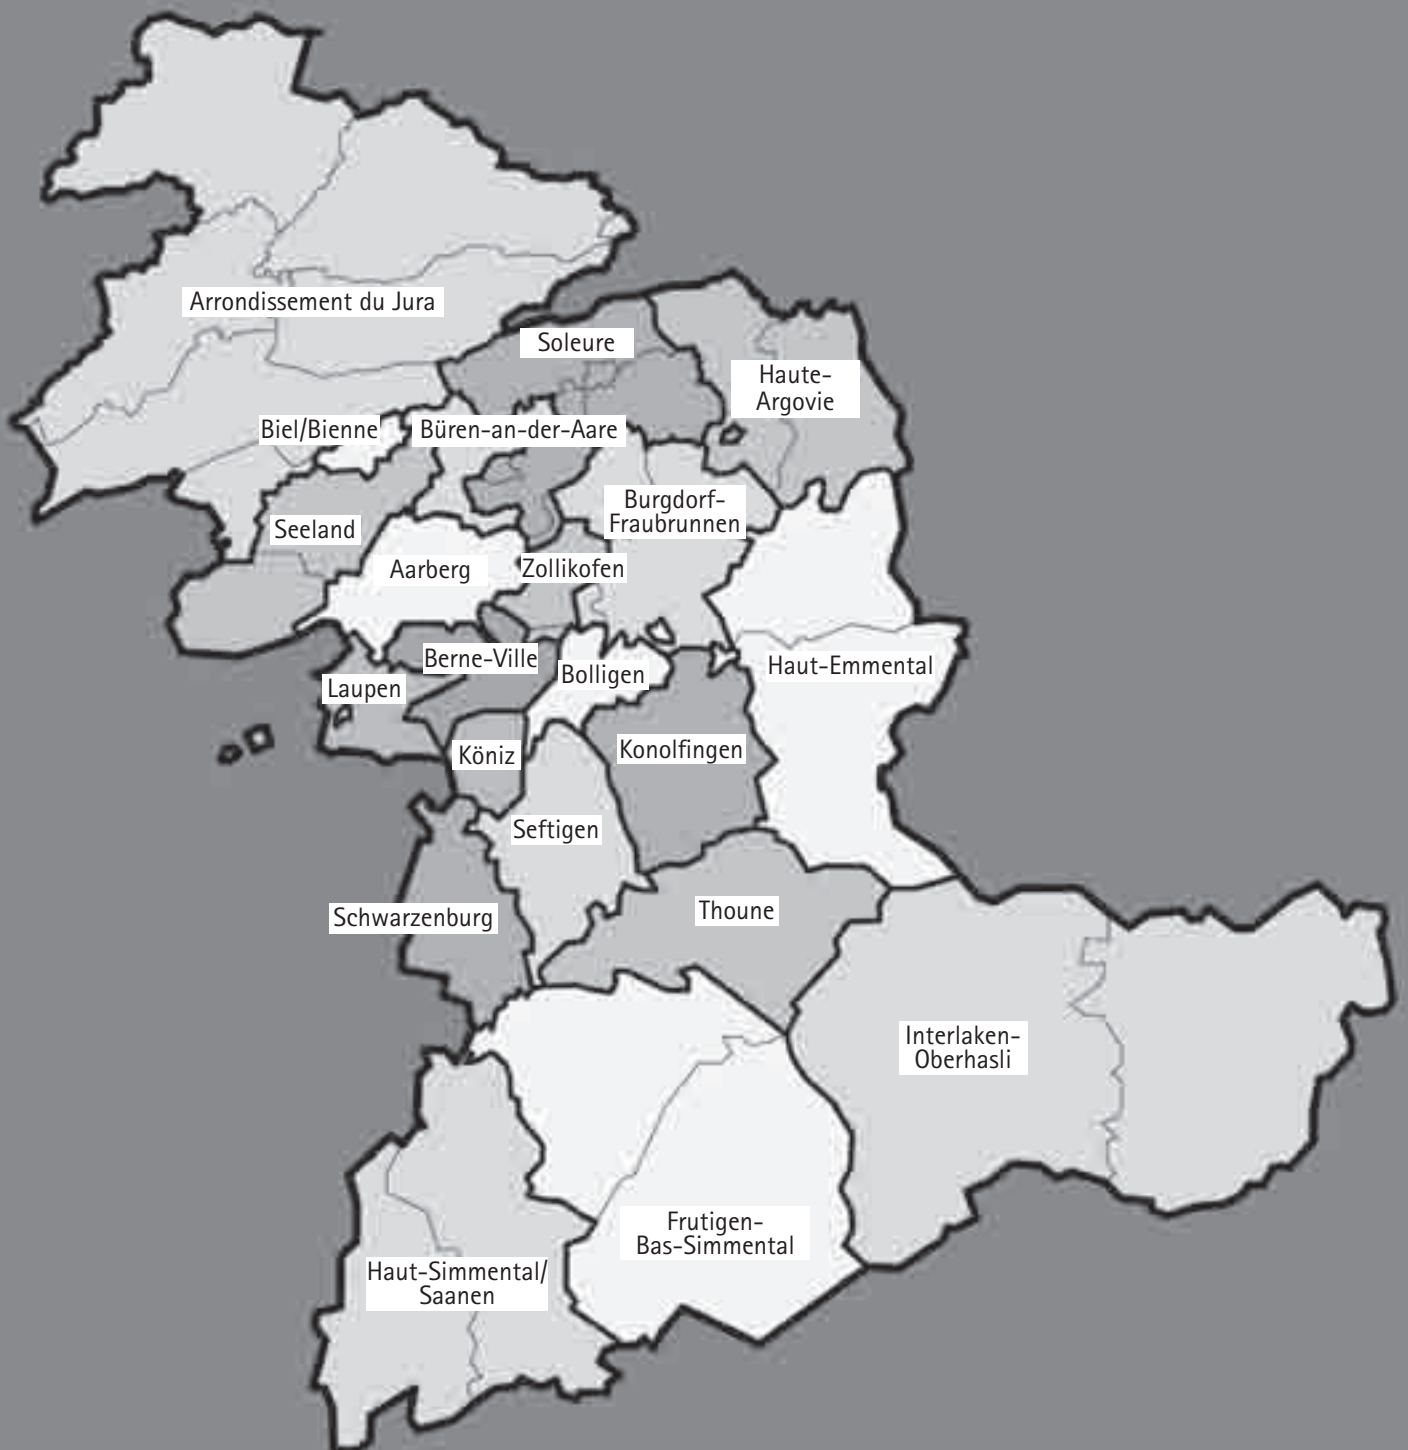 Arrondissement du Jura
Soleure
Haute-
Argovie
Biel/Bienne
Büren-an-der-Aare
Burgdorf-
Fraubrunnen
Seeland
Aarberg
Zollikofen
Berne-Ville
Bolligen
Haut-Emmental
Laupen
Köniz
Konolfingen
Seftigen
Schwarzenburg
Thoune
Interlaken-
Oberhasli
Frutigen-
Bas-Simmental
Haut-Simmental/
Saanen